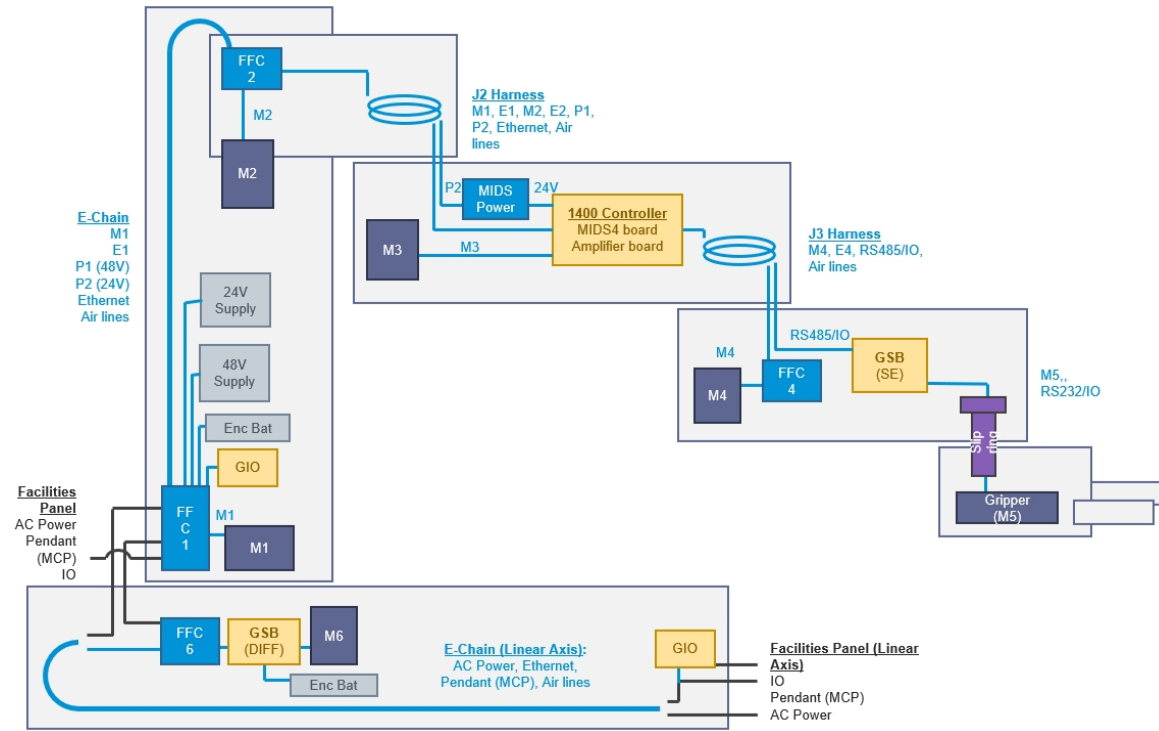 FFC
2
M2
M2
J2 Harness
M1, E1, M2, E2, P1,
P2, Ethernet, Air
lines
E-Chain
M1
E1
P1 (48V)
P2 (24V)
Ethernet
Air lines
P2
MIDS
Power
24V
1400 Controller
MIDS4 board
Amplifier board
M3
M3
J3 Harness
M4, E4, RS485/IO,
Air lines
24V
Supply
48V
Supply
Enc Bat
GIO
RS485/IO
M4
M4
FFC
4
GSB
(SE)
M5,,
RS232/IO
Slip
ring
Gripper
(M5)
Facilities
Panel
AC Power
Pendant
(MCP)
IO
FF
C
1
M1
M1
FFC
6
GSB
(DIFF)
M6
Enc Bat
E-Chain (Linear Axis):
AC Power, Ethernet,
Pendant (MCP), Air lines
GIO
Facilities Panel (Linear
Axis)
IO
Pendant (MCP)
AC Power